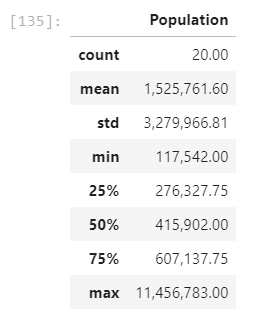 [135]:
Population
count 20.00
mean 1,525,761.60
std 3,279,966.81
min 117,542.00
25% 276,327.75
50% 415,902.00
75% 607,137.75
max 11,456,783.00